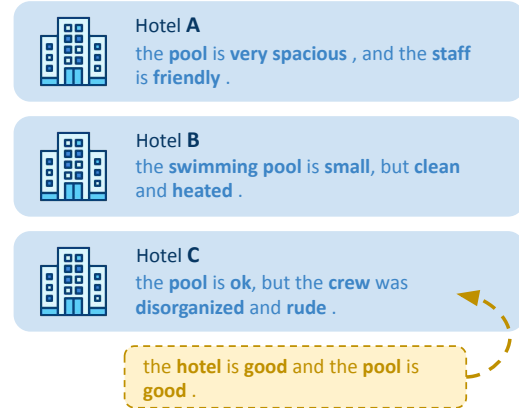 Hotel A
the pool is very spacious , and the staff
is friendly .
Hotel B
the swimming pool is small, but clean
and heated .
Hotel C
the pool is ok, but the crew was
disorganized and rude .
the hotel is good and the pool is
good .